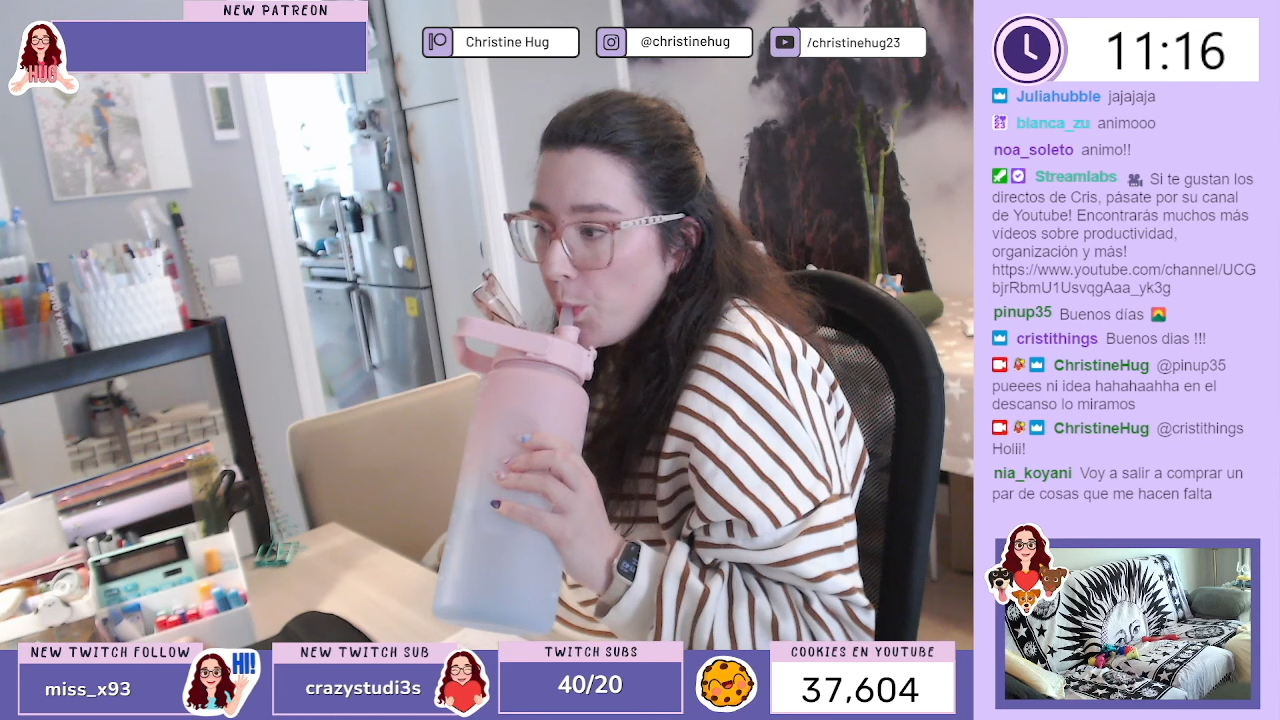 NEW PATREON
HUG
Christine Hug
@christinehug
/christinehug23
11:16
Juliahubble jajajaja
bianca_zu animooo
noa_soleto animo!!
Streamlabs Si te gustan los
directos de Cris, pásate por su canal
de Youtube! Encontrarás muchos más
vídeos sobre productividad,
organización y más!
https://www.youtube.com/channel/UCG
bjrRbmU1UsvqgAaa_yk3g
pinup35 Buenos días
cristithings Buenos dias !!!
ChristineHug @pinup35
pueees ni idea hahahaahha en el
descanso lo miramos
ChristineHug @cristithings
Holii!
nia_koyani Voy a salir a comprar un
par de cosas que me hacen falta
NEW TWITCH FOLLOW
miss_x93
HI!
NEW TWITCH SUB
crazystudi3s
TWITCH SUBS
40/20
COOKIES EN YOUTUBE
37,604